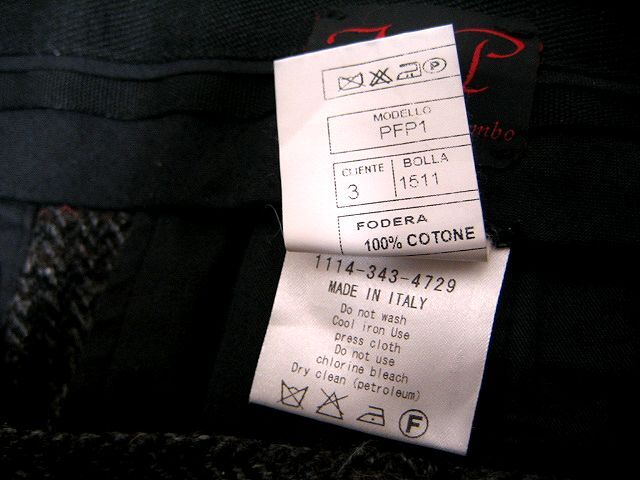 P
MODELLO
PFP1
CLIENTE BOLLA
3 1511
FODERA
100% COTONE
1114-343-4729
MADE IN ITALY
Do not wash
Cool iron Use
press cloth
Do not use
chlorine bleach
Dry clean (petroleum)
F